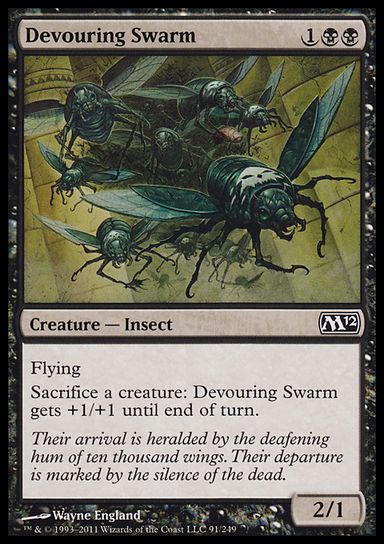 Devouring Swarm 1
Creature — Insect M12
Flying
Sacrifice a creature: Devouring Swarm
gets +1/+1 until end of turn.
Their arrival is heralded by the deafening
hum of ten thousand wings. Their departure
is marked by the silence of the dead.
Wayne England
™ & © 1993–2011 Wizards of the Coast LLC 91/249
2/1